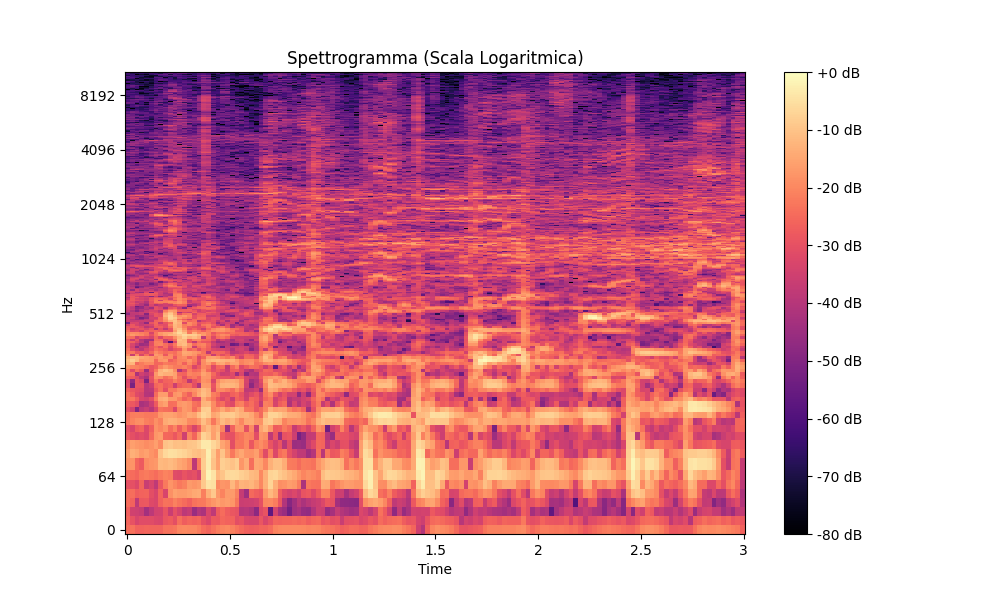 Spettrogramma (Scala Logaritmica)
8192
4096
2048
1024
512
256
128
64
0
Hz
0
0.5
1
1.5
2
2.5
3
Time
+0 dB
-10 dB
-20 dB
-30 dB
-40 dB
-50 dB
-60 dB
-70 dB
-80 dB